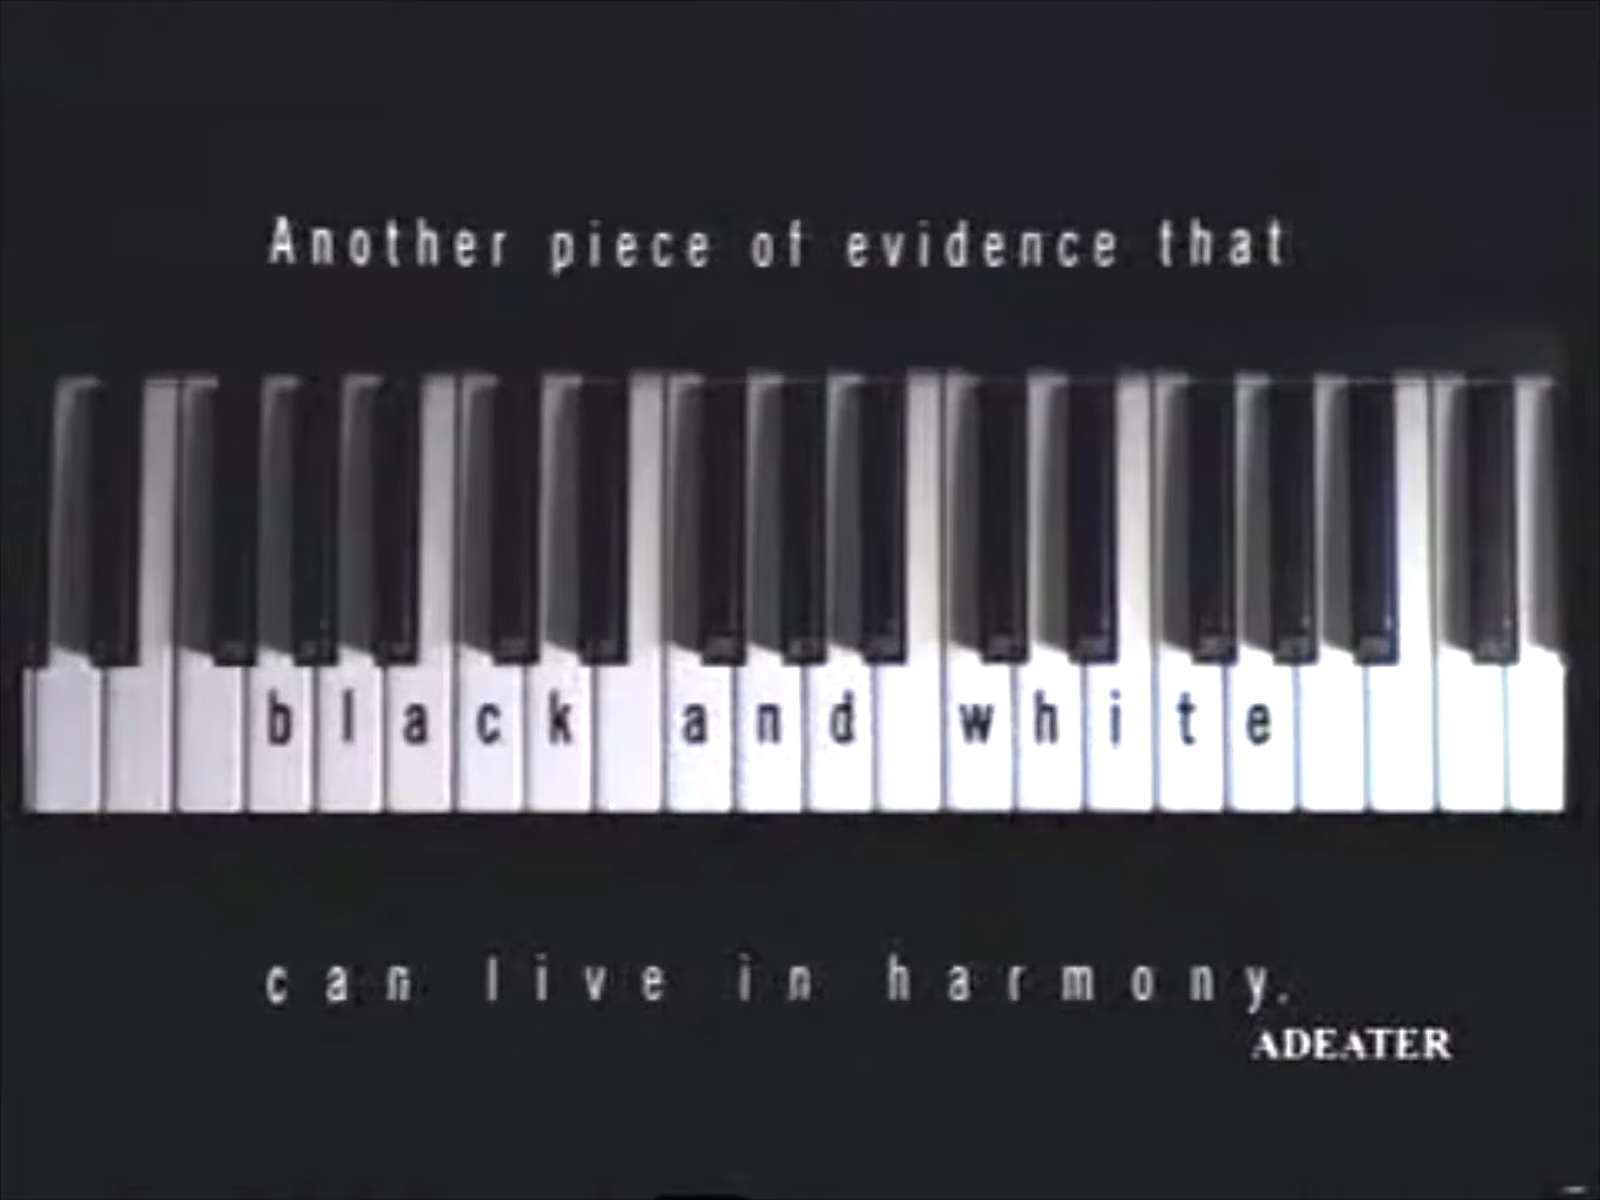 Another piece of evidence that
black and white
can live in harmony.
ADEATER